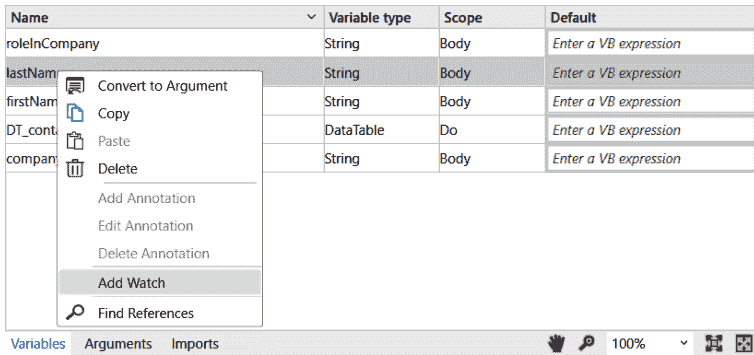 Name Variable type Scope Default
roleInCompany String Body Enter a VB expression
lastName String Body Enter a VB expression
firstNam String Body Enter a VB expression
DT_conta DataTable Do Enter a VB expression
company String Body Enter a VB expression
Convert to Argument
Copy
Paste
Delete
Add Annotation
Edit Annotation
Delete Annotation
Add Watch
Find References
Variables Arguments Imports 100%